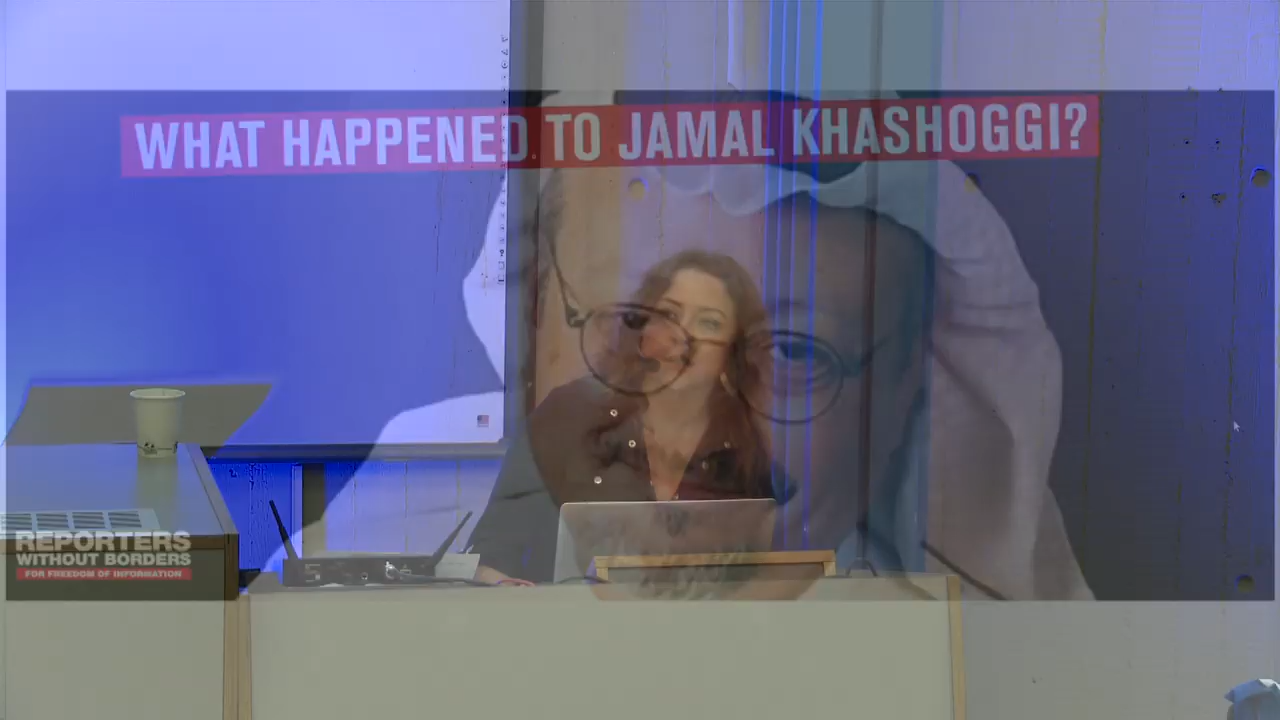 WHAT HAPPENED TO JAMAL KHASHOGGI?
REPORTERS
WITHOUT BORDERS
FOR FREEDOM OF INFORMATION